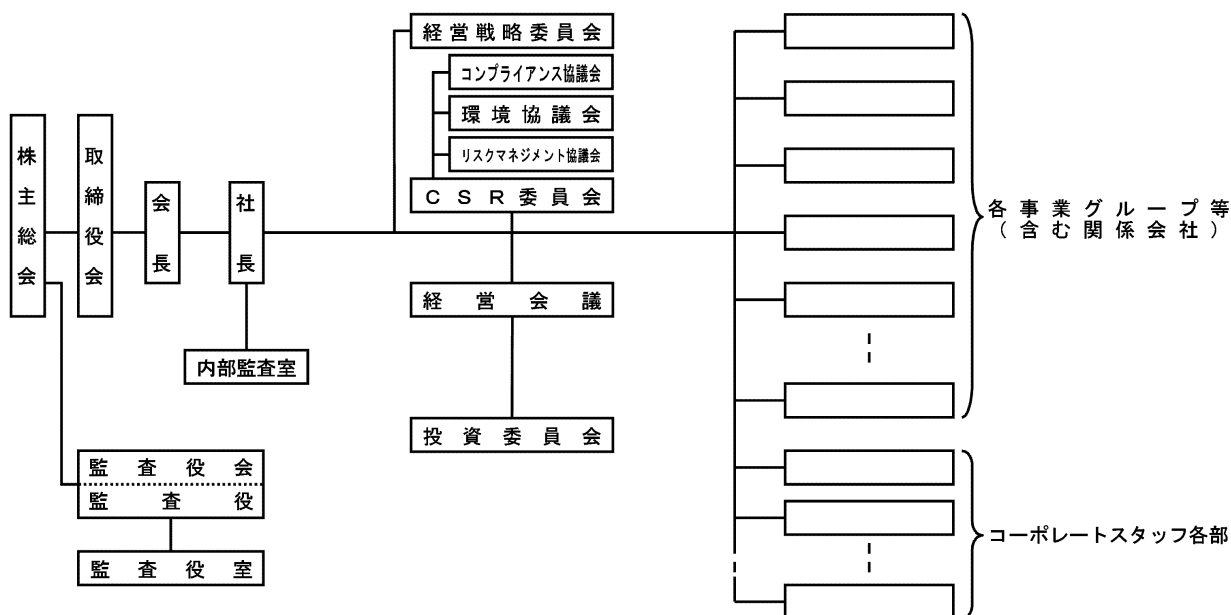 株主総会
取締役会
会長
社長
内部監査室
監査役会
監査役
監査役室
経営戦略委員会
コンプライアンス協議会
環境協議会
リスクマネジメント協議会
CSR委員会
経営会議
投資委員会
各事業グループ等
(含む関係会社)
コーポレートスタッフ各部